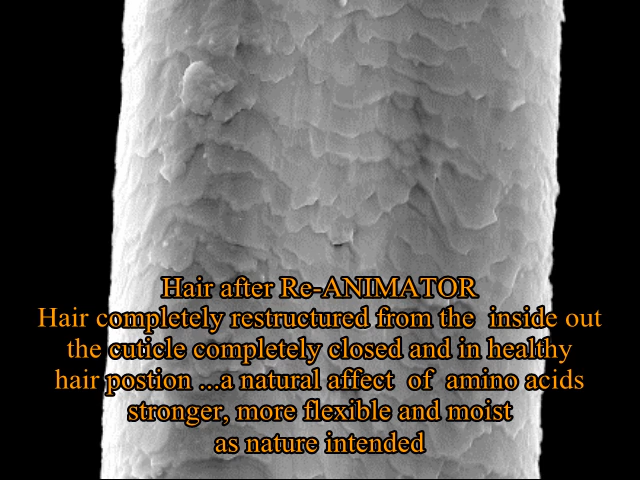 Hair after Re-ANIMATOR
Hair completely restructured from the  inside out
the cuticle completely closed and in healthy
hair postion ...a natural affect  of  amino acids
stronger, more flexible and moist
as nature intended